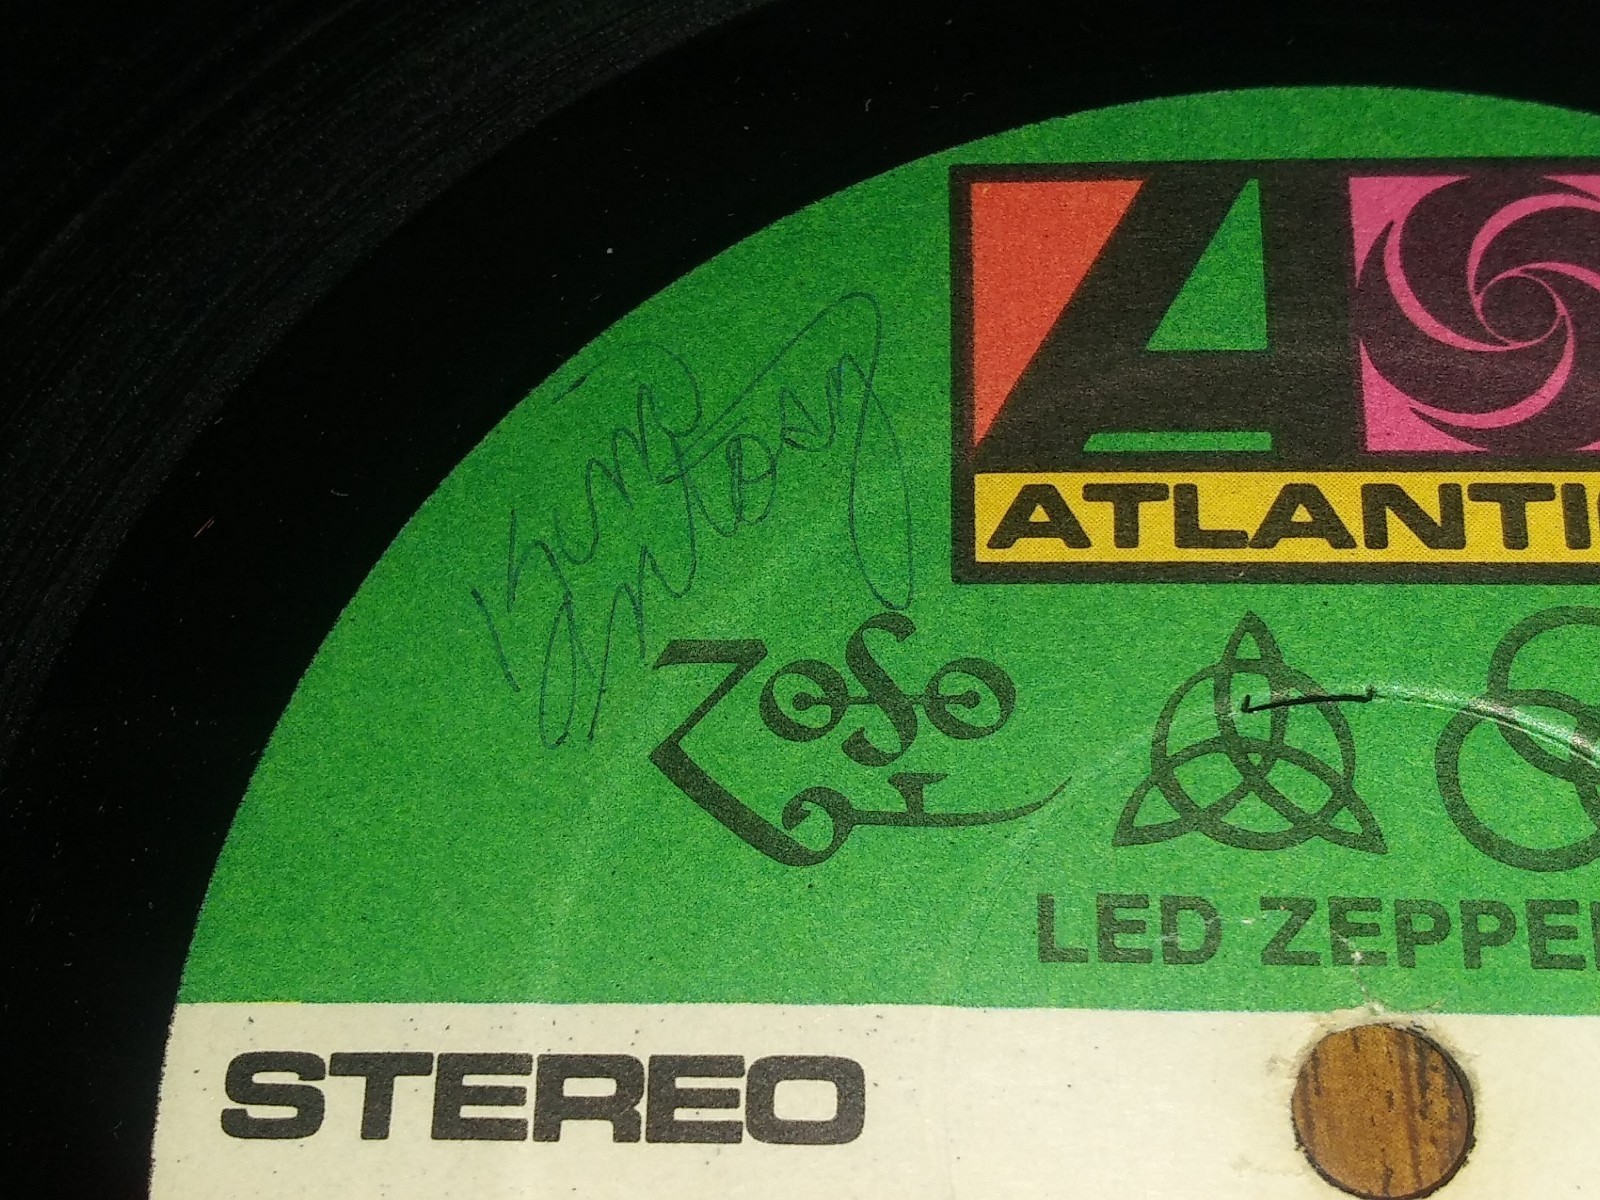 ATLANTI
LED ZEPPE
STEREO